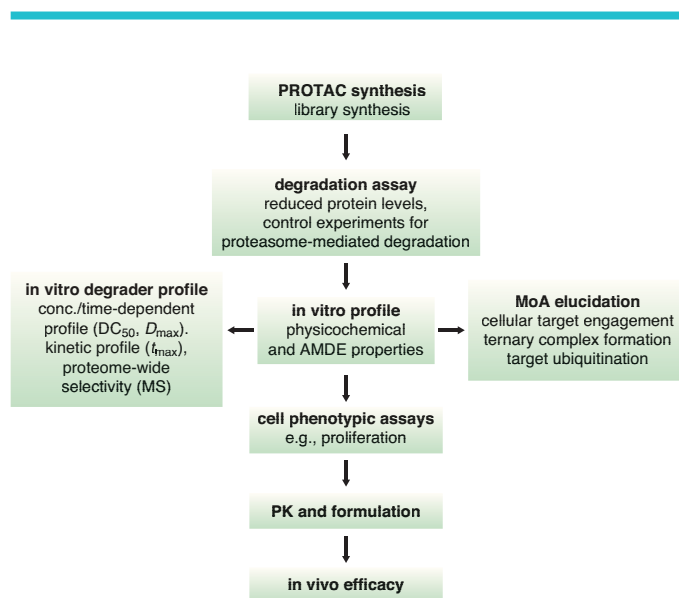 PROTAC synthesis
library synthesis
degradation assay
reduced protein levels,
control experiments for
proteasome-mediated degradation
in vitro degrader profile
conc./time-dependent
profile (DC50, Dmax).
kinetic profile (tmax),
proteome-wide
selectivity (MS)
in vitro profile
physicochemical
and AMDE properties
MoA elucidation
cellular target engagement
ternary complex formation
target ubiquitination
cell phenotypic assays
e.g., proliferation
PK and formulation
in vivo efficacy